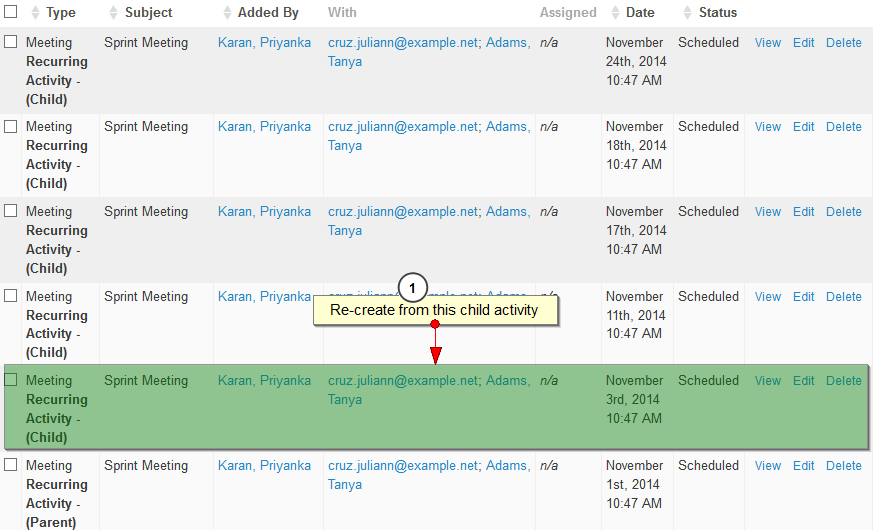 Type Subject Added By With Assigned Date Status
Meeting Sprint Meeting Karan, Priyanka cruz.juliann@example.net; Adams, n/a November Scheduled View Edit Delete
Recurring Tanya 24th, 2014
Activity - 10:47 AM
(Child)
Meeting Sprint Meeting Karan, Priyanka cruz.juliann@example.net; Adams, n/a November Scheduled View Edit Delete
Recurring Tanya 18th, 2014
Activity - 10:47 AM
(Child)
Meeting Sprint Meeting Karan, Priyanka cruz.juliann@example.net; Adams, n/a November Scheduled View Edit Delete
Recurring Tanya 17th, 2014
Activity - 10:47 AM
(Child)
1
Meeting Sprint Meeting Karan, Priyanka cruz.juliann@example.net; Adams, n/a November Scheduled View Edit Delete
Recurring Re-create from this child activity 11th, 2014
Activity - 10:47 AM
(Child)
Meeting Sprint Meeting Karan, Priyanka cruz.juliann@example.net; Adams, n/a November Scheduled View Edit Delete
Recurring Tanya 3rd, 2014
Activity - 10:47 AM
(Child)
Meeting Sprint Meeting Karan, Priyanka cruz.juliann@example.net; Adams, n/a November Scheduled View Edit Delete
Recurring Tanya 1st, 2014
Activity - 10:47 AM
(Parent)